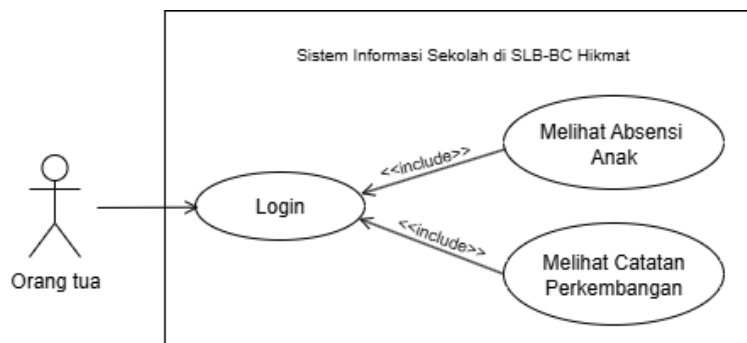 Sistem Informasi Sekolah di SLB-BC Hikmat
Melihat Absensi
Anak
<<include>>
Login
<<include>>
Orang tua
Melihat Catatan
Perkembangan